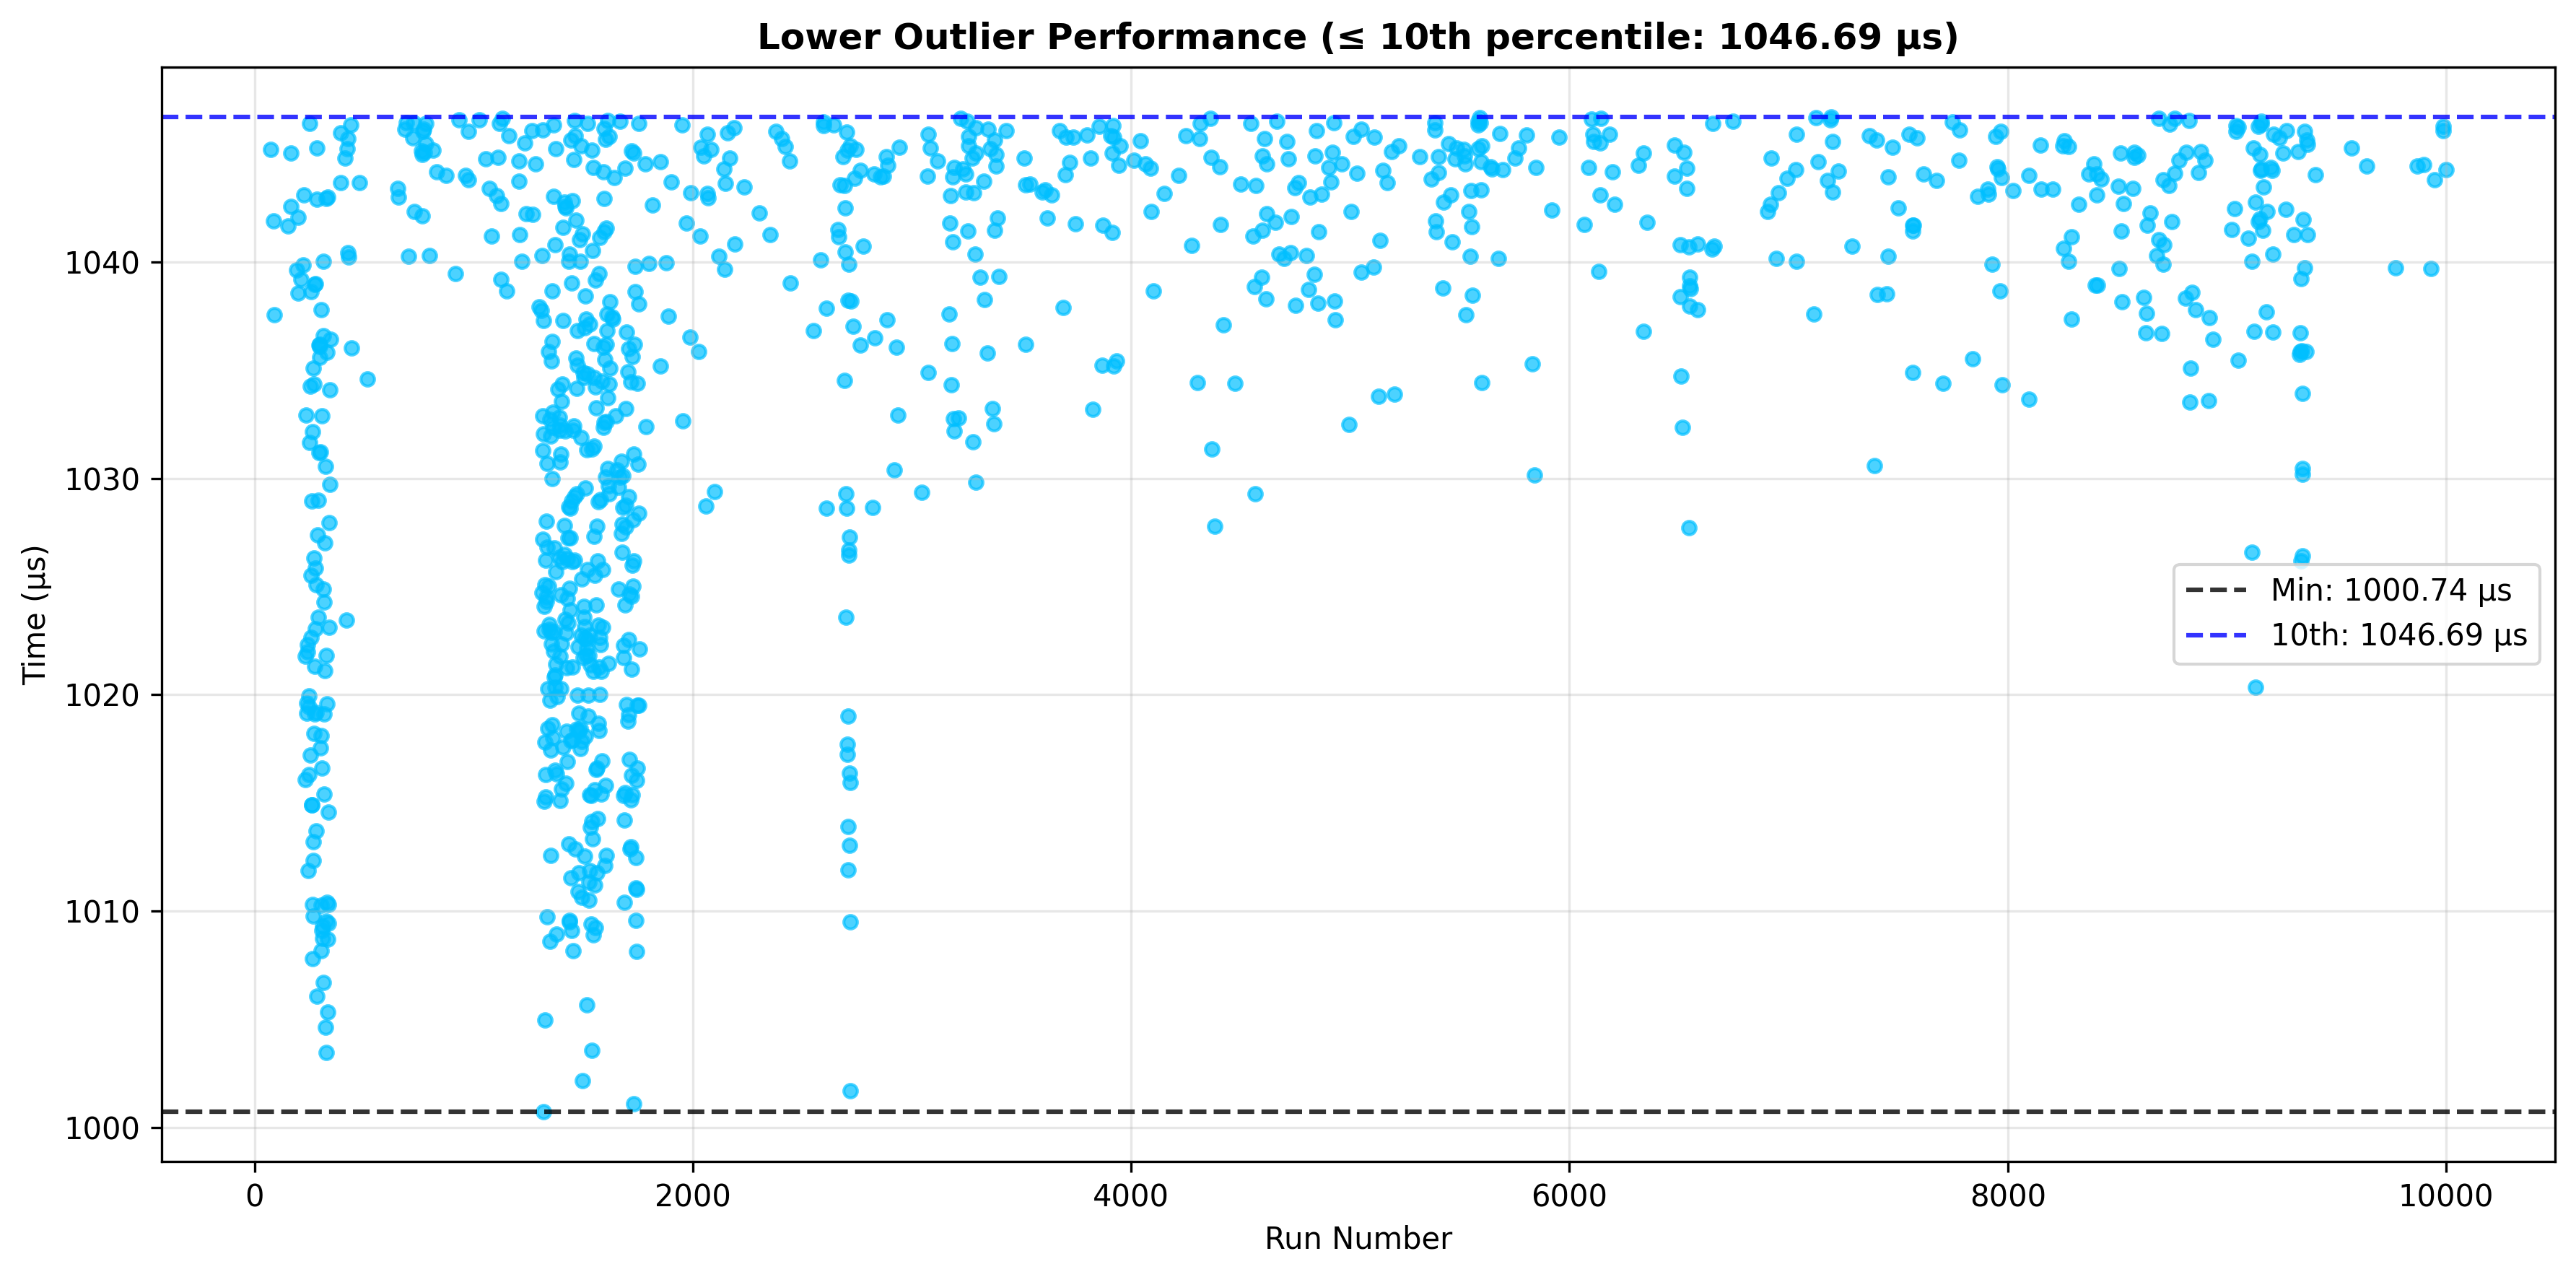 Lower Outlier Performance (≤ 10th percentile: 1046.69 μs)
Time (μs)
1040
1030
1020
1010
1000
Min: 1000.74 μs
10th: 1046.69 μs
0 2000 4000 6000 8000 10000
Run Number